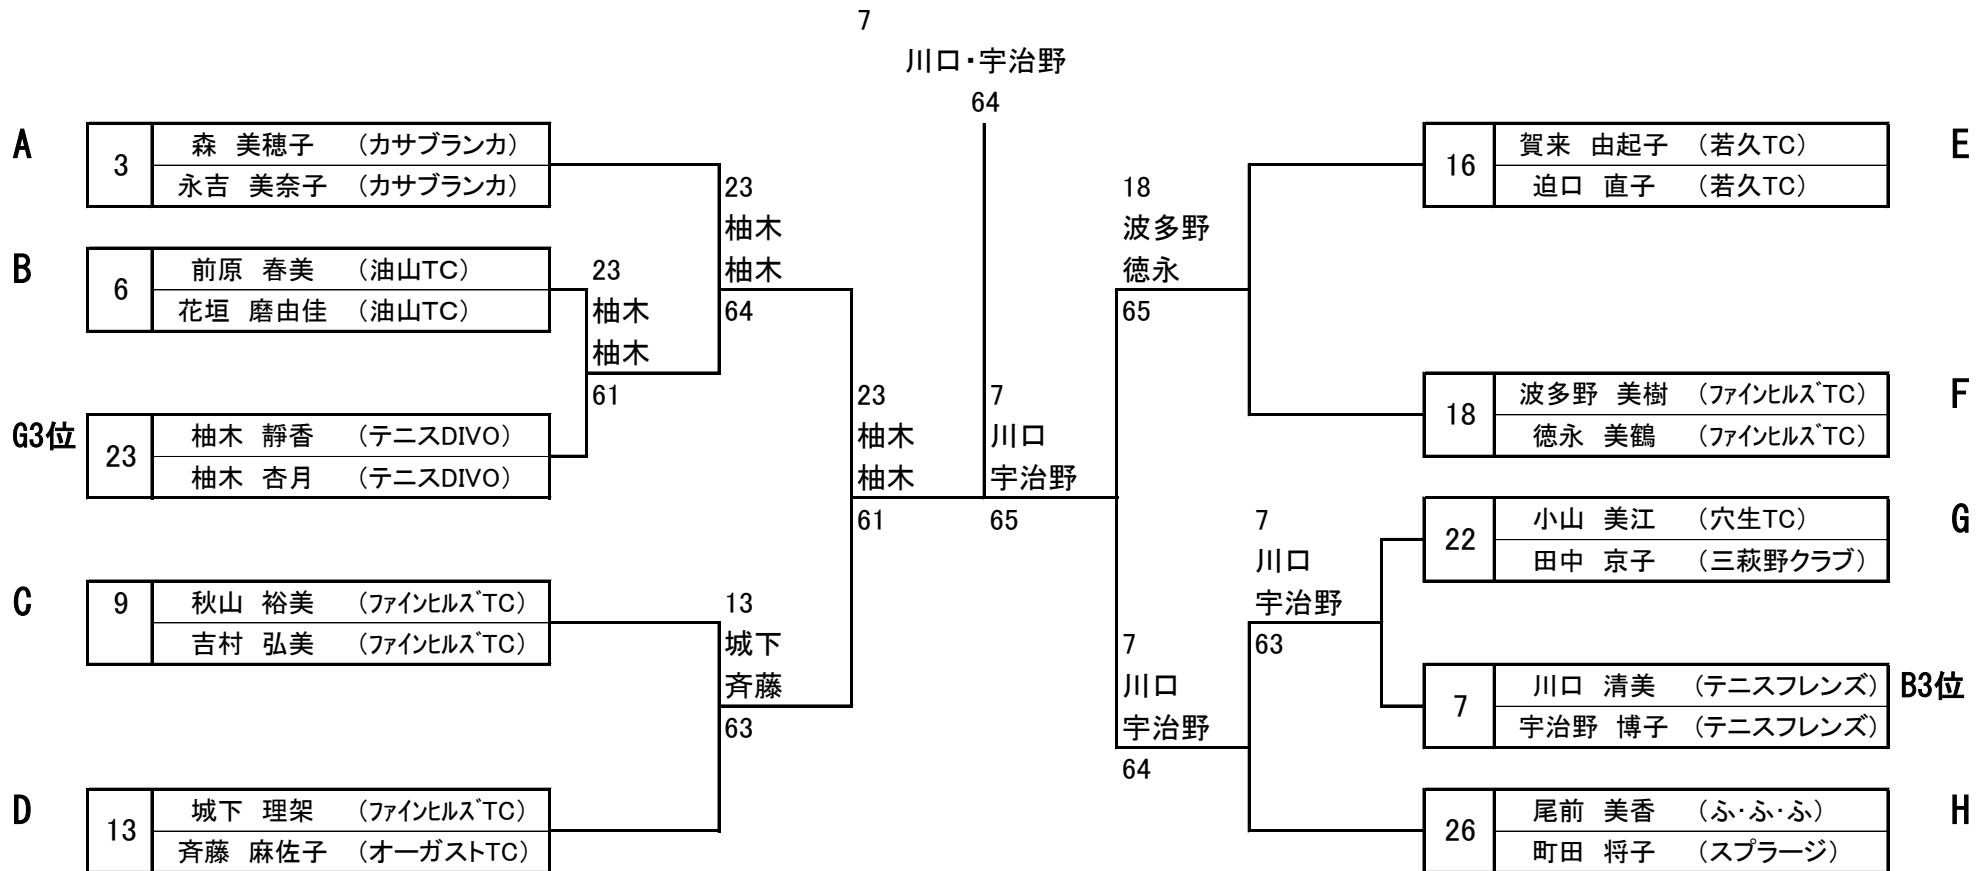 7
川口・宇治野
64
A
3
森 美穂子 (カサブランカ)
永吉 美奈子 (カサブランカ)
B
6
前原 春美 (油山TC)
花垣 磨由佳 (油山TC)
G3位
23
柚木 靜香 (テニスDIVO)
柚木 杏月 (テニスDIVO)
C
9
秋山 裕美 (ファインヒルズTC)
吉村 弘美 (ファインヒルズTC)
D
13
城下 理架 (ファインヒルズTC)
斉藤 麻佐子 (オーガストTC)
23
柚木
柚木
61
23
柚木
柚木
64
13
城下
斉藤
63
23
柚木
柚木
61
7
川口
宇治野
65
18
波多野
徳永
65
7
川口
宇治野
64
7
川口
宇治野
63
16
賀来 由起子 (若久TC)
迫口 直子 (若久TC)
E
18
波多野 美樹 (ファインヒルズTC)
徳永 美鶴 (ファインヒルズTC)
F
22
小山 美江 (穴生TC)
田中 京子 (三萩野クラブ)
G
7
川口 清美 (テニスフレンズ)
宇治野 博子 (テニスフレンズ)
B3位
26
尾前 美香 (ふ・ふ・ふ)
町田 将子 (スプラージ)
H